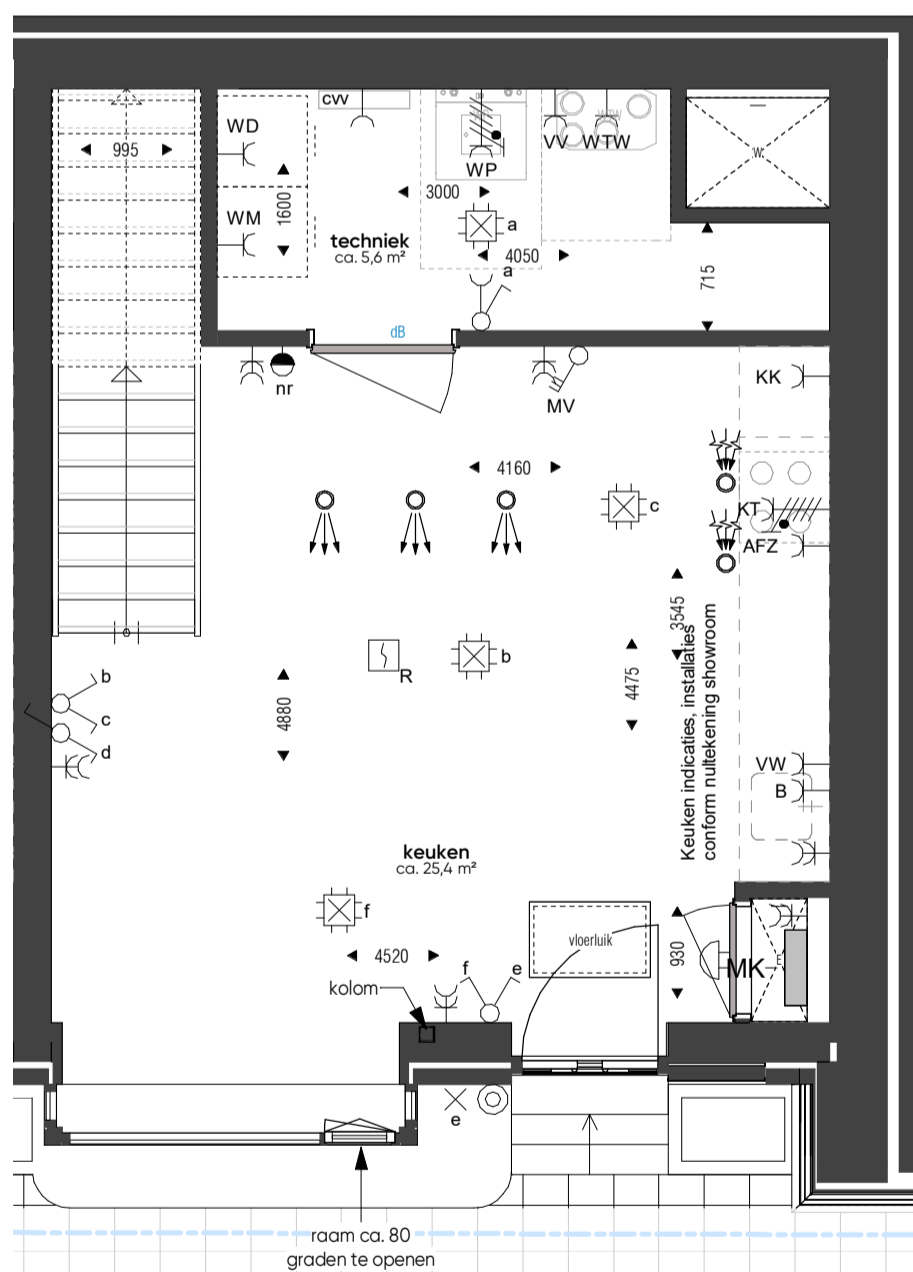 CVV
WD
995
VV
WTW
WP
W.
1600
3000
WM
a
techniek
ca. 5,6 m²
4050
a
715
dB
nr
MV
KK
4160
c
KT
AFZ
3545
R
b
4475
4880
b
c
d
Keuken indicaties, installaties
conform nultekening showroom
VW
B
keuken
ca. 25,4 m²
f
vloerluik
930
4520
f
e
MK
E
kolom
e
raam ca. 80
graden te openen